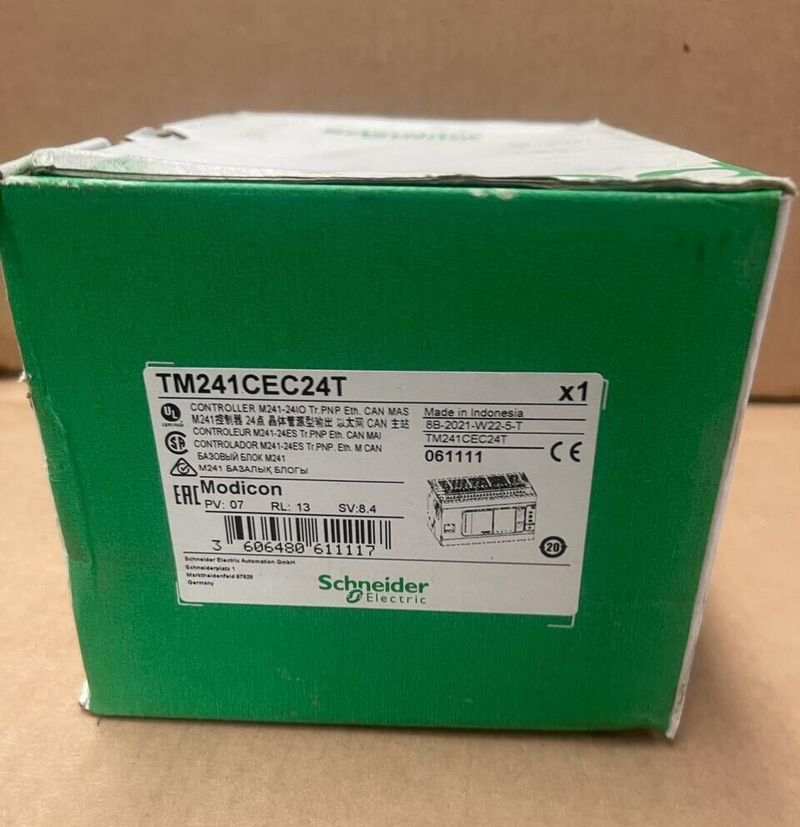 TM241CEC24T
x1
CONTROLLER M241-24IO Tr.PNP Eth. CAN MAS
M241控制器 24点 晶体管源型输出 以太网 CAN 主站
CONTROLEUR M241-24ES Tr.PNP Eth. CAN MAI
CONTROLADOR M241-24ES Tr.PNP. Eth. M CAN
БАЗОВЫЙ БЛОК M241
M241 БАЗАЛЫҚ БЛОГЫ
UL
Made in Indonesia
8B-2021-W22-5-T
TM241CEC24T
061111
CE
EAC
Modicon
PV: 07 RL: 13 SV:8.4
3 606480 611117
20
Schneider Electric Automation GmbH
Schneiderplatz 1
Marktheidenfeld 97828
Germany
Schneider
Electric